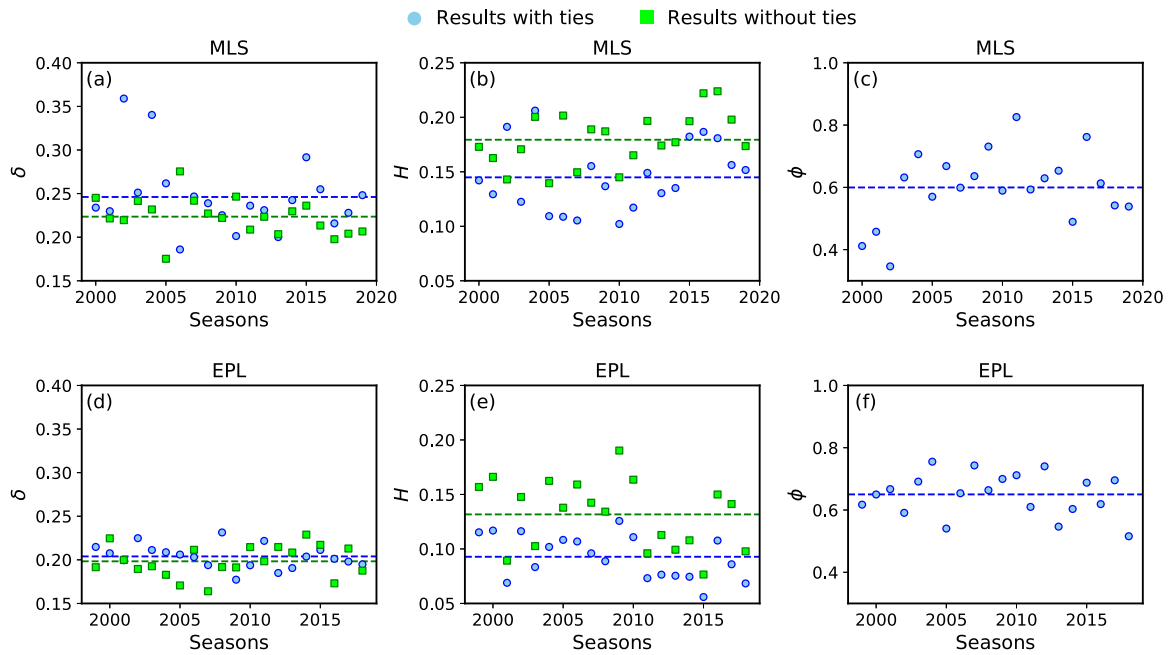 Results with ties Results without ties
MLS MLS MLS
(a) (b) (c)
0.40 0.25 1.0
0.35 0.20 0.8
0.30 0.15 0.6
0.25 0.10 0.4
0.20 0.05
0.15
δ H ϕ
2000 2005 2010 2015 2020 2000 2005 2010 2015 2020 2000 2005 2010 2015 2020
Seasons Seasons Seasons
EPL EPL EPL
(d) (e) (f)
0.40 0.25 1.0
0.35 0.20 0.8
0.30 0.15 0.6
0.25 0.10 0.4
0.20 0.05
0.15
δ H ϕ
2000 2005 2010 2015 2000 2005 2010 2015 2000 2005 2010 2015
Seasons Seasons Seasons